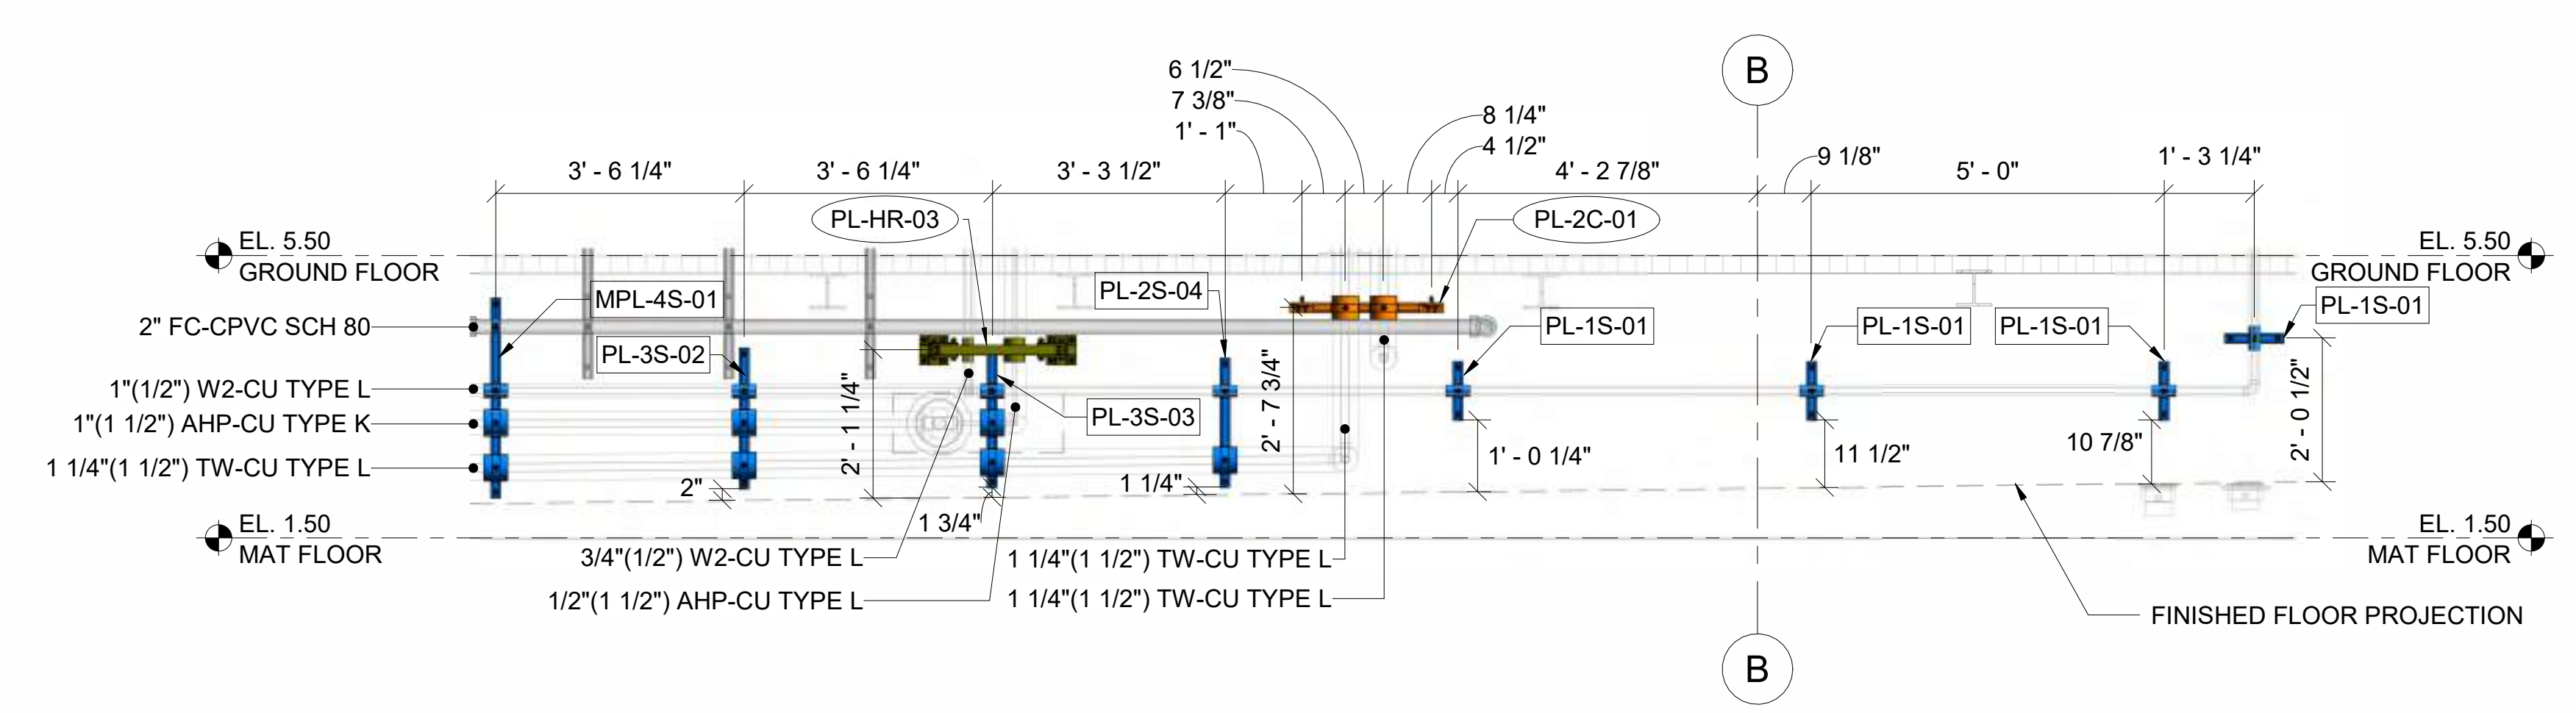 6 1/2"
7 3/8"
1' - 1"
8 1/4"
4 1/2"
B
3' - 6 1/4"
3' - 6 1/4"
3' - 3 1/2"
4' - 2 7/8"
9 1/8"
5' - 0"
1' - 3 1/4"
PL-HR-03
PL-2C-01
EL. 5.50
GROUND FLOOR
EL. 5.50
GROUND FLOOR
MPL-4S-01
PL-2S-04
PL-1S-01
2" FC-CPVC SCH 80
PL-3S-02
PL-1S-01
PL-1S-01
PL-1S-01
1"(1/2") W2-CU TYPE L
1"(1 1/2") AHP-CU TYPE K
1 1/4"(1 1/2") TW-CU TYPE L
2' - 1 1/4"
PL-3S-03
2' - 7 3/4"
1' - 0 1/4"
11 1/2"
10 7/8"
2' - 0 1/2"
2"
1 3/4"
1 1/4"
EL. 1.50
MAT FLOOR
EL. 1.50
MAT FLOOR
3/4"(1/2") W2-CU TYPE L
1 1/4"(1 1/2") TW-CU TYPE L
1/2"(1 1/2") AHP-CU TYPE L
1 1/4"(1 1/2") TW-CU TYPE L
FINISHED FLOOR PROJECTION
B